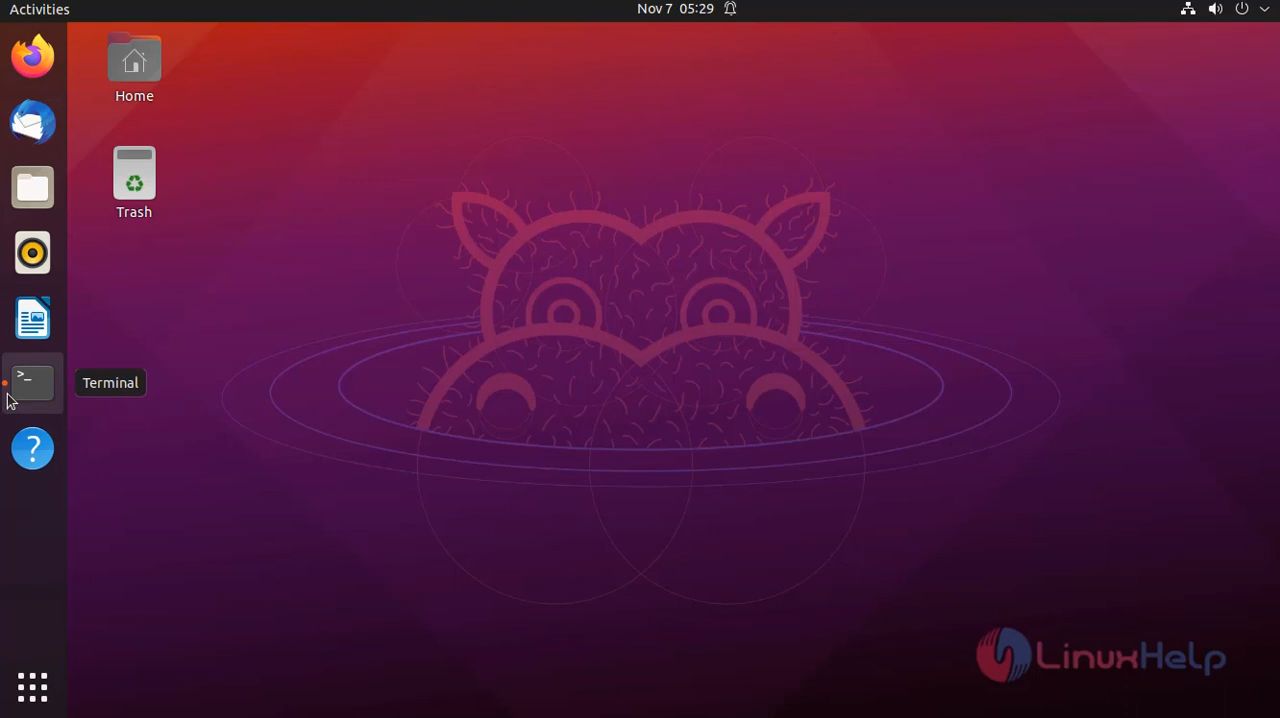 Activities
Nov 7 05:29
Home
Trash
>_
Terminal
?
LinuxHelp